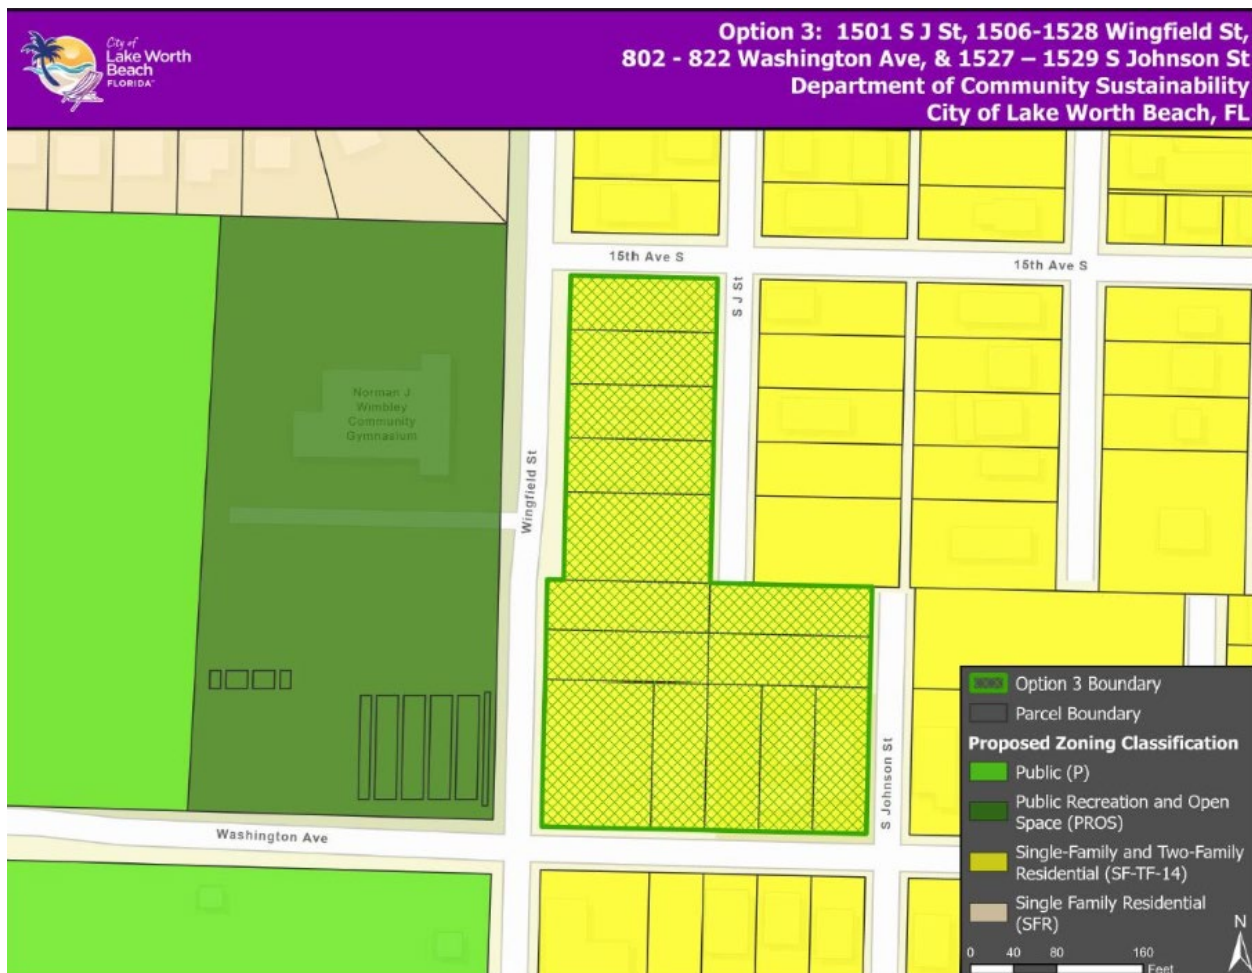 City of
Lake Worth
Beach
FLORIDA™
Option 3: 1501 S J St, 1506-1528 Wingfield St,
802 - 822 Washington Ave, & 1527 – 1529 S Johnson St
Department of Community Sustainability
City of Lake Worth Beach, FL
15th Ave S
15th Ave S
S J St
Norman J
Wimbley
Community
Gymnasium
Wingfield St
S Johnson St
Washington Ave
Option 3 Boundary
Parcel Boundary
Proposed Zoning Classification
Public (P)
Public Recreation and Open
Space (PROS)
Single-Family and Two-Family
Residential (SF-TF-14)
Single Family Residential
(SFR)
N
0 40 80 160
Feet